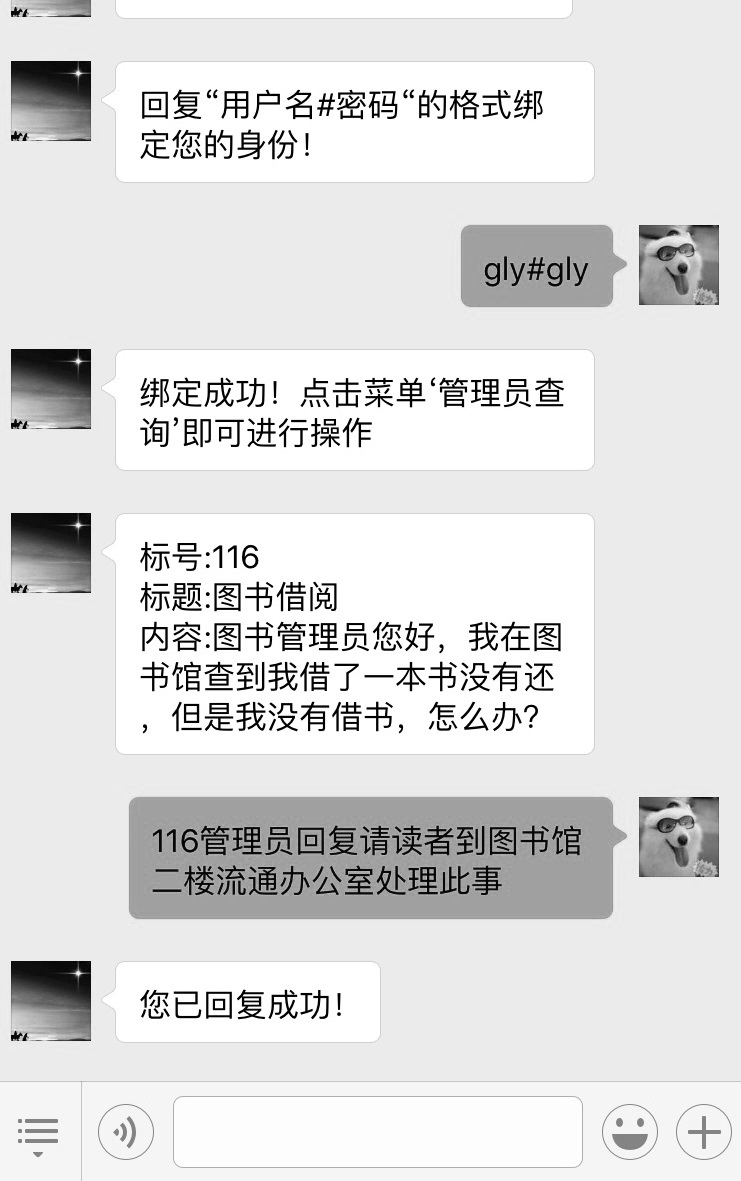 回复“用户名#密码“的格式绑
定您的身份！
gly#gly
绑定成功！点击菜单‘管理员查
询’即可进行操作
标号:116
标题:图书借阅
内容:图书管理员您好，我在图
书馆查到我借了一本书没有还
，但是我没有借书，怎么办?
116管理员回复请读者到图书馆
二楼流通办公室处理此事
您已回复成功！